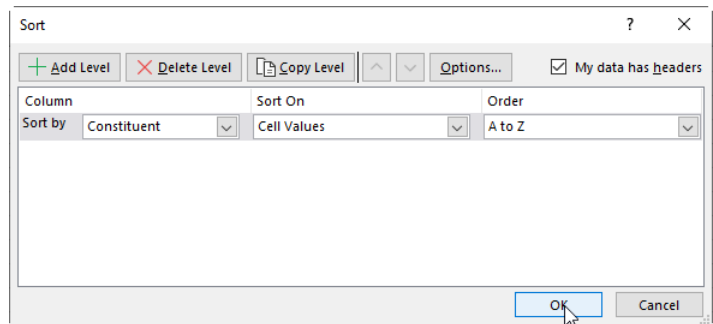 Sort ? ×
Add Level Delete Level Copy Level Options... My data has headers
Column Sort On Order
Sort by Constituent Cell Values A to Z
OK Cancel